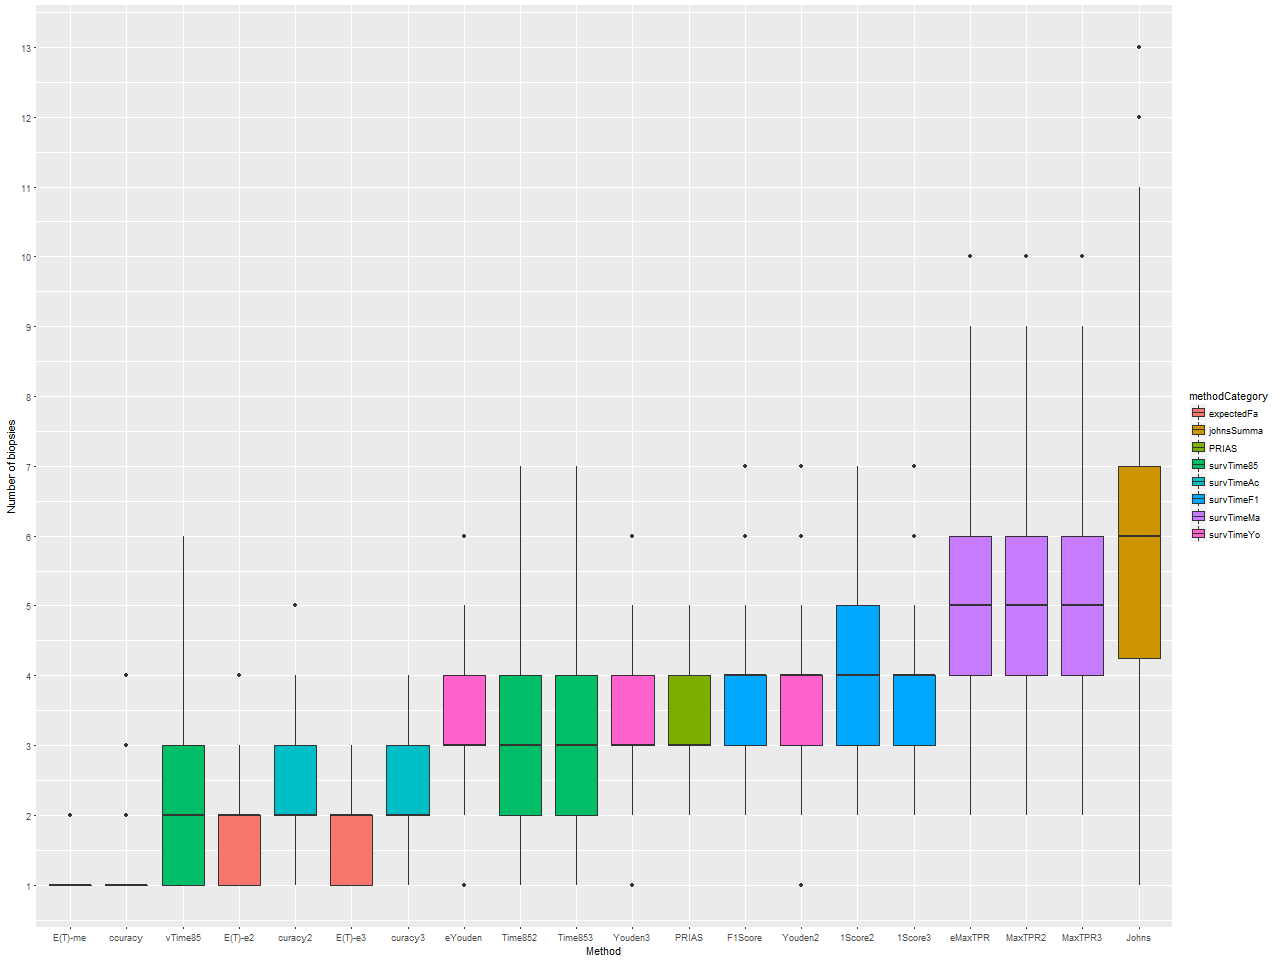 13
12
11
10
9
8
7
6
5
4
3
2
1
Number of biopsies
E(T)-me ccuracy vTime85 E(T)-e2 curacy2 E(T)-e3 curacy3 eYouden Time852 Time853 Youden3 PRIAS F1Score Youden2 1Score2 1Score3 eMaxTPR MaxTPR2 MaxTPR3 Johns
Method
methodCategory
expectedFa
johnsSumma
PRIAS
survTime85
survTimeAc
survTimeF1
survTimeMa
survTimeYo